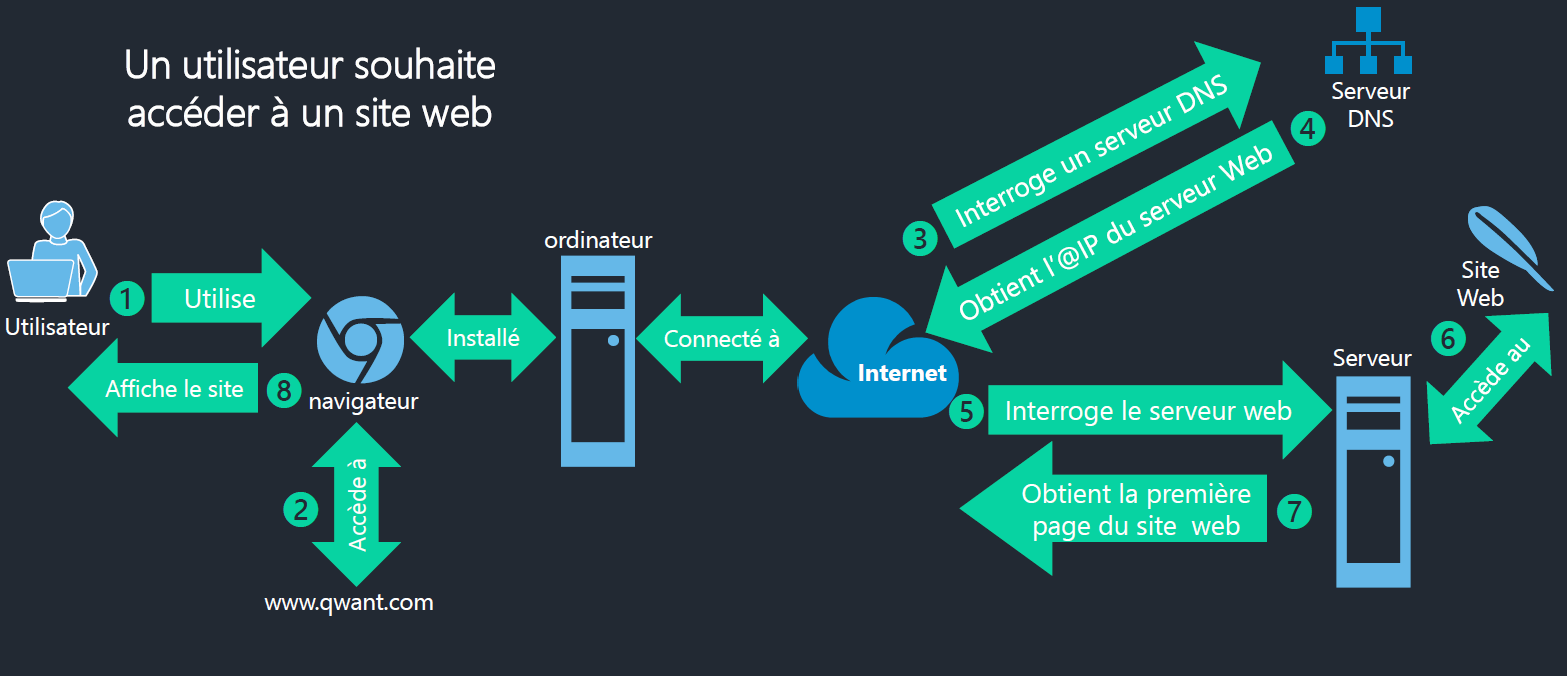 Un utilisateur souhaite
accéder à un site web
Serveur
DNS
Interroge un serveur DNS
4
Obtient l'@IP du serveur Web
3
ordinateur
Site
Web
1
Utilise
Utilisateur
Installé
Connecté à
6
Accède au
Serveur
Internet
Affiche le site
8
navigateur
5
Interroge le serveur web
2
Accède à
Obtient la première
page du site web
7
www.qwant.com